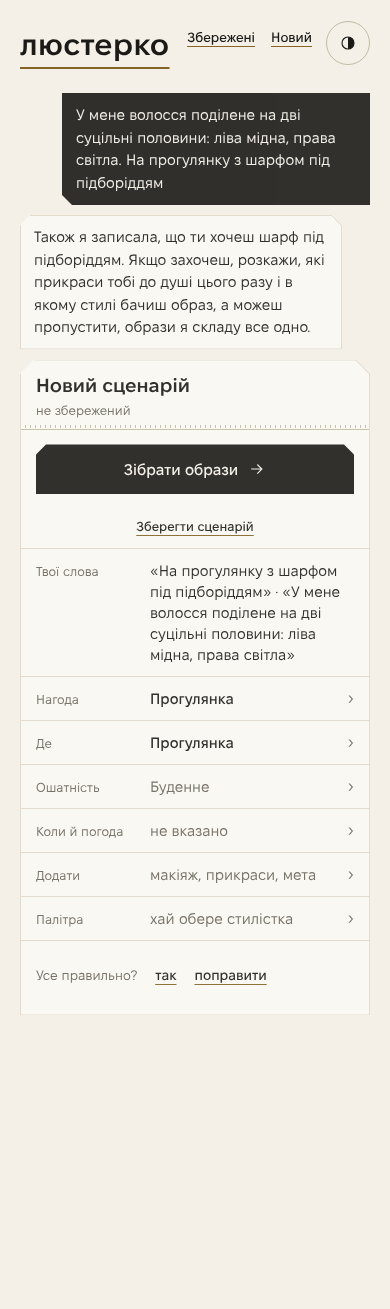 люстерко
Збережені
Новий
У мене волосся поділене на дві
суцільні половини: ліва мідна, права
світла. На прогулянку з шарфом під
підборіддям
Також я записала, що ти хочеш шарф під
підборіддям. Якщо захочеш, розкажи, які
прикраси тобі до душі цього разу і в
якому стилі бачиш образ, а можеш
пропустити, образи я складу все одно.
Новий сценарій
не збережений
Зібрати образи →
Зберегти сценарій
Твої слова
«На прогулянку з шарфом
під підборіддям» · «У мене
волосся поділене на дві
суцільні половини: ліва
мідна, права світла»
Нагода
Прогулянка
Де
Прогулянка
Ошатність
Буденне
Коли й погода
не вказано
Додати
макіяж, прикраси, мета
Палітра
хай обере стилістка
Усе правильно? так поправити